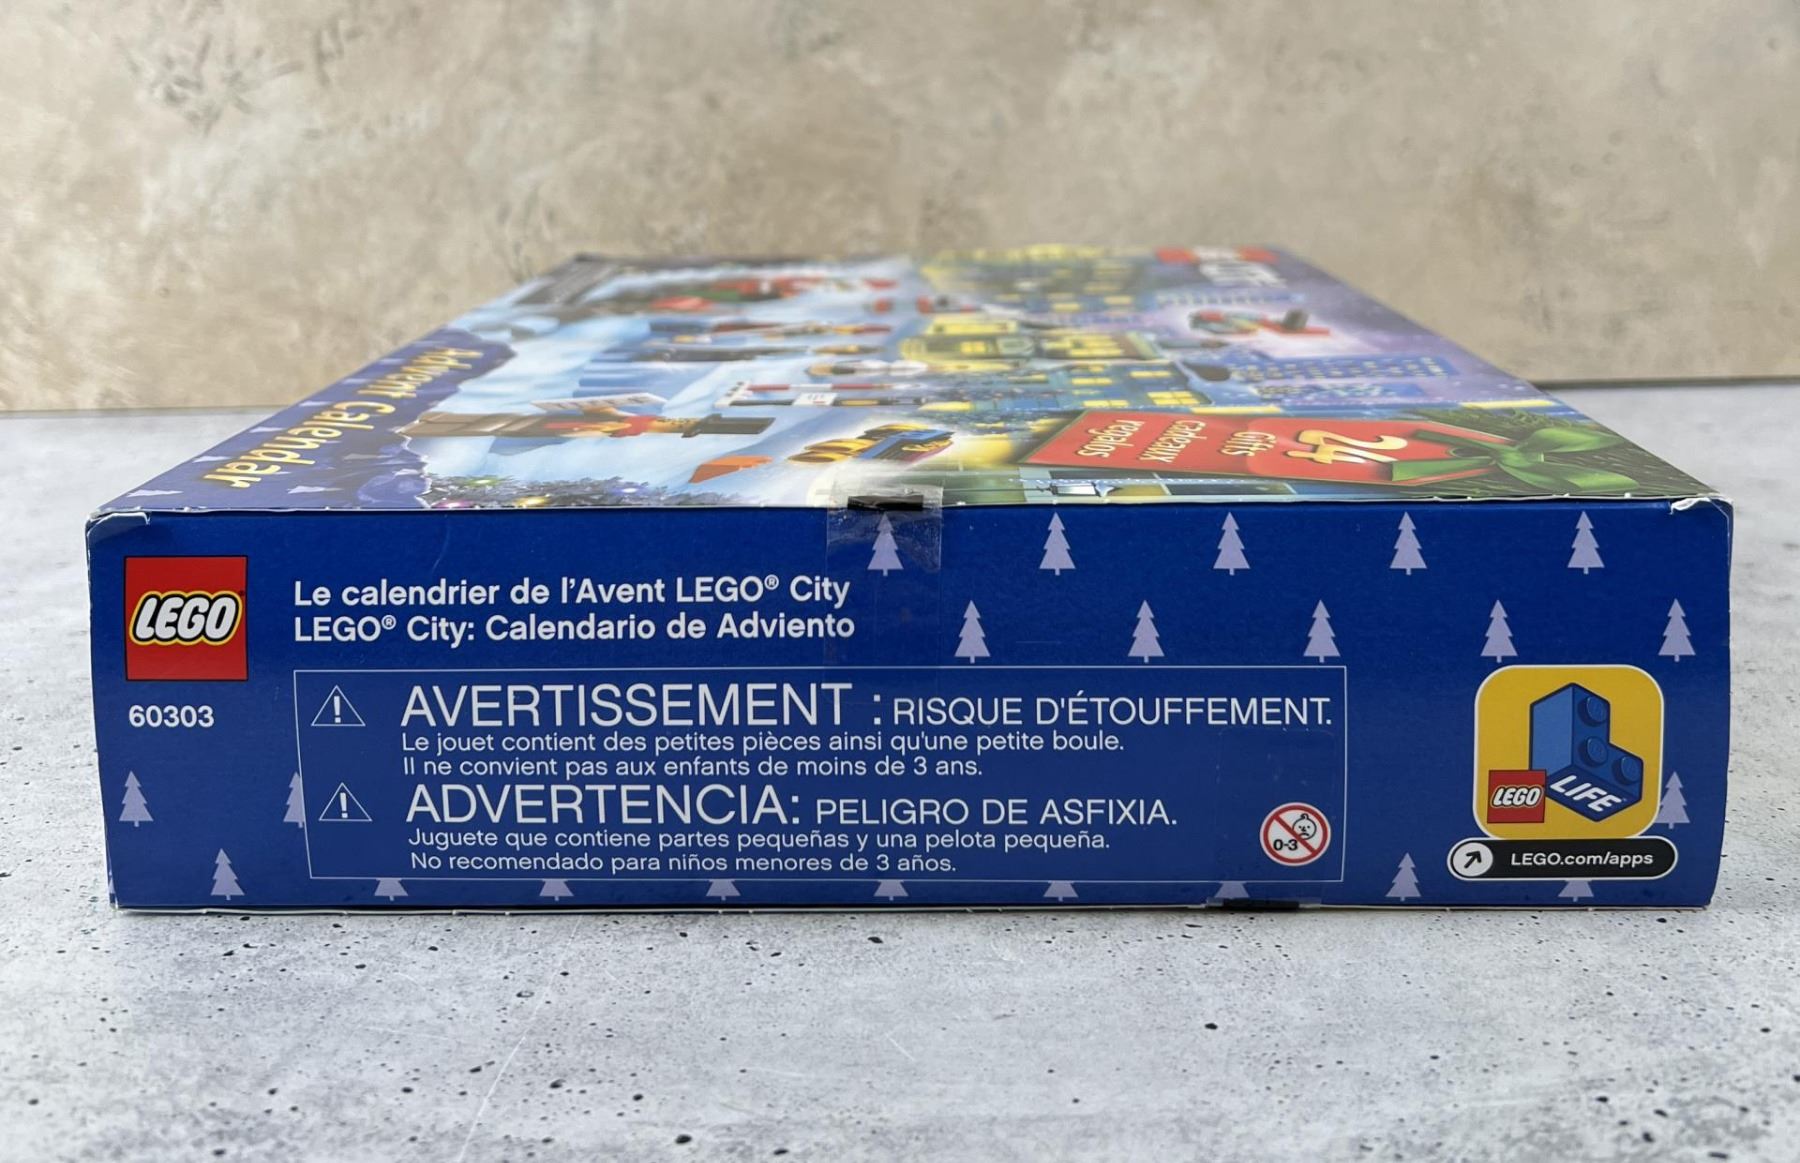 Advent Calendar
24
Gifts
cadeaux
regalos
LEGO
60303
Le calendrier de l'Avent LEGO® City
LEGO® City: Calendario de Adviento
AVERTISSEMENT : RISQUE D'ÉTOUFFEMENT.
Le jouet contient des petites pièces ainsi qu'une petite boule.
Il ne convient pas aux enfants de moins de 3 ans.
ADVERTENCIA: PELIGRO DE ASFIXIA.
Juguete que contiene partes pequeñas y una pelota pequeña.
No recomendado para niños menores de 3 años.
0-3
LEGO
LIFE
LEGO.com/apps